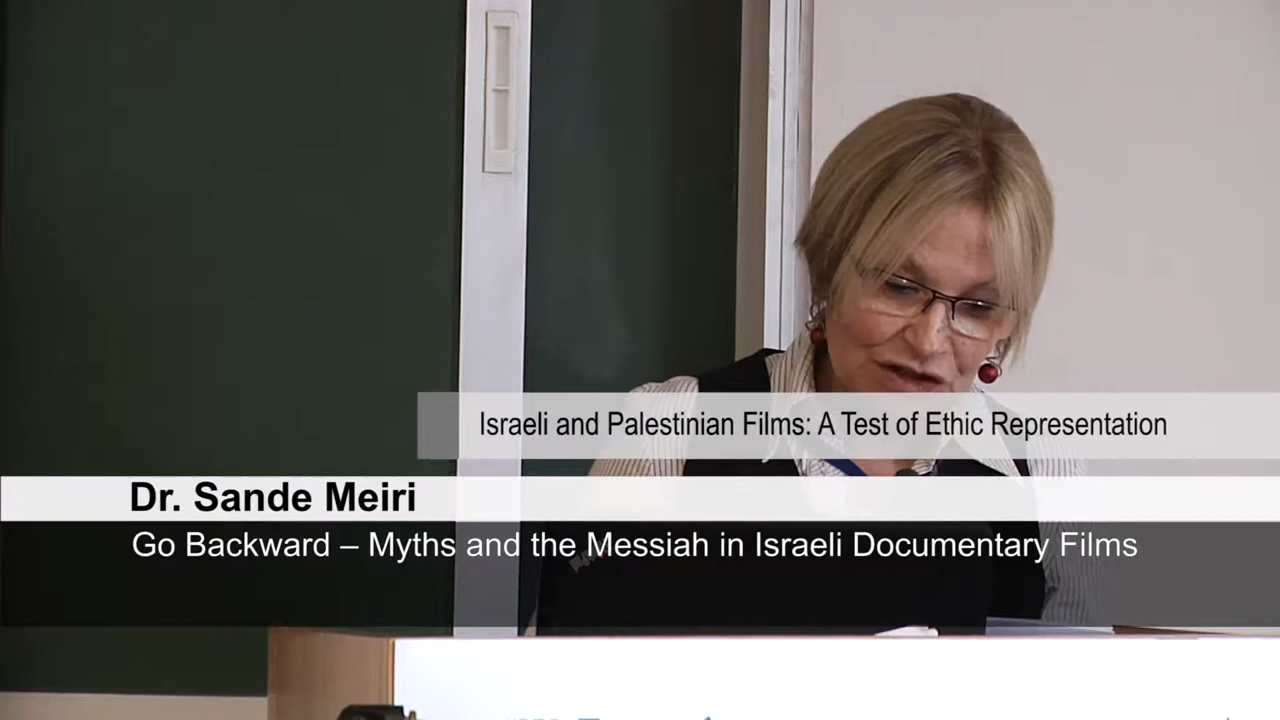 Israeli and Palestinian Films: A Test of Ethic Representation
Dr. Sande Meiri
Go Backward – Myths and the Messiah in Israeli Documentary Films